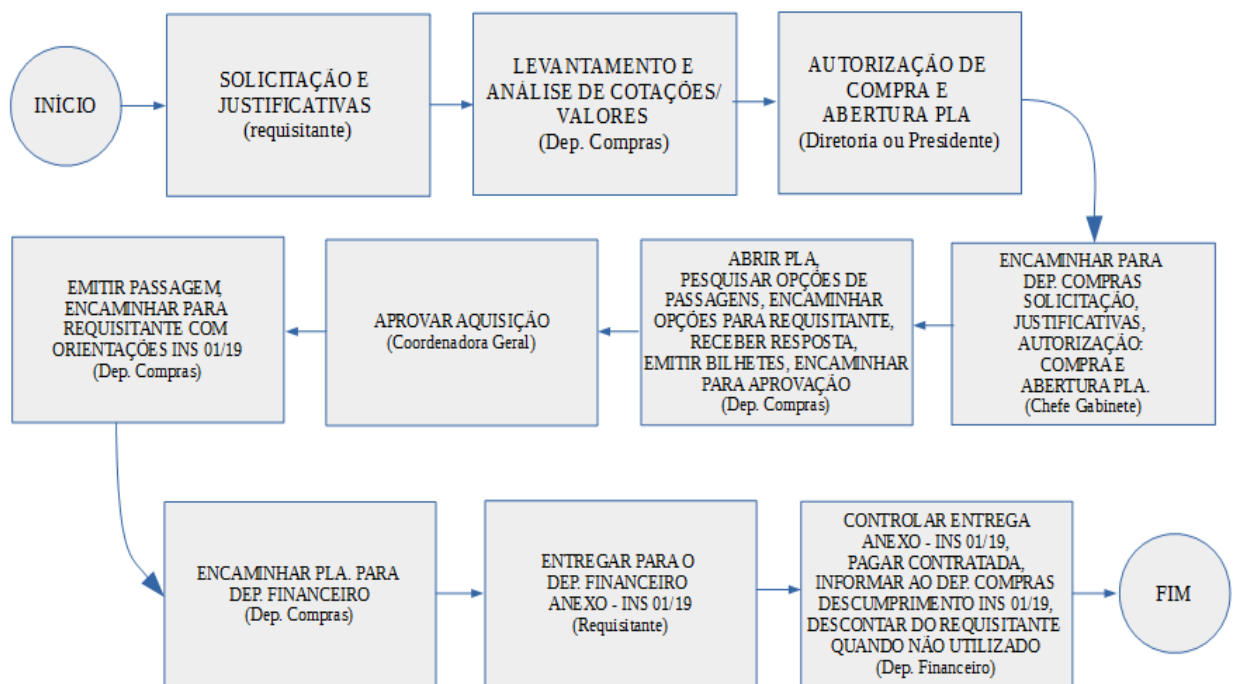 INÍCIO
SOLICITAÇÃO E
JUSTIFICATIVAS
(requisitante)
LEVANTAMENTO E
ANÁLISE DE COTAÇÕES/
VALORES
(Dep. Compras)
AUTORIZAÇÃO DE
COMPRA E
ABERTURA PLA
(Diretoria ou Presidente)
ENCAMINHAR PARA
DEP. COMPRAS
SOLICITAÇÃO,
JUSTIFICATIVAS,
AUTORIZAÇÃO:
COMPRA E
ABERTURA PLA.
(Chefe Gabinete)
ABRIR PLA,
PESQUISAR OPÇÕES DE
PASSAGENS, ENCAMINHAR
OPÇÕES PARA REQUISITANTE,
RECEBER RESPOSTA,
EMITIR BILHETES, ENCAMINHAR
PARA APROVAÇÃO
(Dep. Compras)
APROVAR AQUISIÇÃO
(Coordenadora Geral)
EMITIR PASSAGEM,
ENCAMINHAR PARA
REQUISITANTE COM
ORIENTAÇÕES INS 01/19
(Dep. Compras)
ENCAMINHAR PLA. PARA
DEP. FINANCEIRO
(Dep. Compras)
ENTREGAR PARA O
DEP. FINANCEIRO
ANEXO - INS 01/19
(Requisitante)
CONTROLAR ENTREGA
ANEXO - INS 01/19,
PAGAR CONTRATADA,
INFORMAR AO DEP. COMPRAS
DESCUMPRIMENTO INS 01/19,
DESCONTAR DO REQUISITANTE
QUANDO NÃO UTILIZADO
(Dep. Financeiro)
FIM